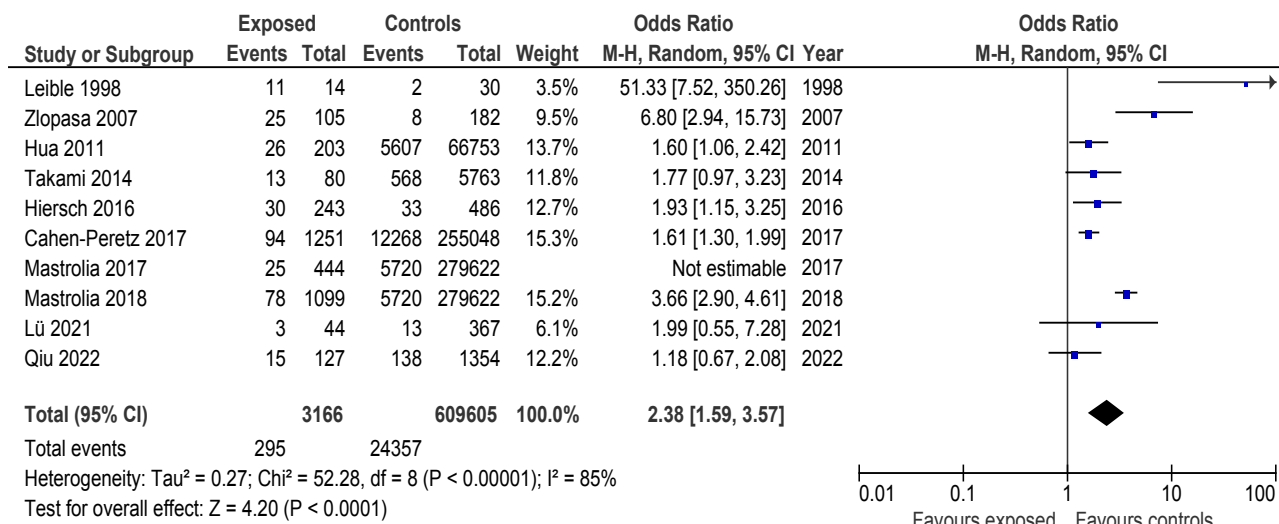 Exposed Controls Odds Ratio Odds Ratio
Study or Subgroup Events Total Events Total Weight M-H, Random, 95% CI Year M-H, Random, 95% CI
Leible 1998 11 14 2 30 3.5% 51.33 [7.52, 350.26] 1998
Zlopasa 2007 25 105 8 182 9.5% 6.80 [2.94, 15.73] 2007
Hua 2011 26 203 5607 66753 13.7% 1.60 [1.06, 2.42] 2011
Takami 2014 13 80 568 5763 11.8% 1.77 [0.97, 3.23] 2014
Hiersch 2016 30 243 33 486 12.7% 1.93 [1.15, 3.25] 2016
Cahen-Peretz 2017 94 1251 12268 255048 15.3% 1.61 [1.30, 1.99] 2017
Mastrolia 2017 25 444 5720 279622 Not estimable 2017
Mastrolia 2018 78 1099 5720 279622 15.2% 3.66 [2.90, 4.61] 2018
Lü 2021 3 44 13 367 6.1% 1.99 [0.55, 7.28] 2021
Qiu 2022 15 127 138 1354 12.2% 1.18 [0.67, 2.08] 2022
Total (95% CI) 3166 609605 100.0% 2.38 [1.59, 3.57]
Total events 295 24357
Heterogeneity: Tau² = 0.27; Chi² = 52.28, df = 8 (P < 0.00001); I² = 85%
Test for overall effect: Z = 4.20 (P < 0.0001)
0.01 0.1 1 10 100
Favours exposed Favours controls